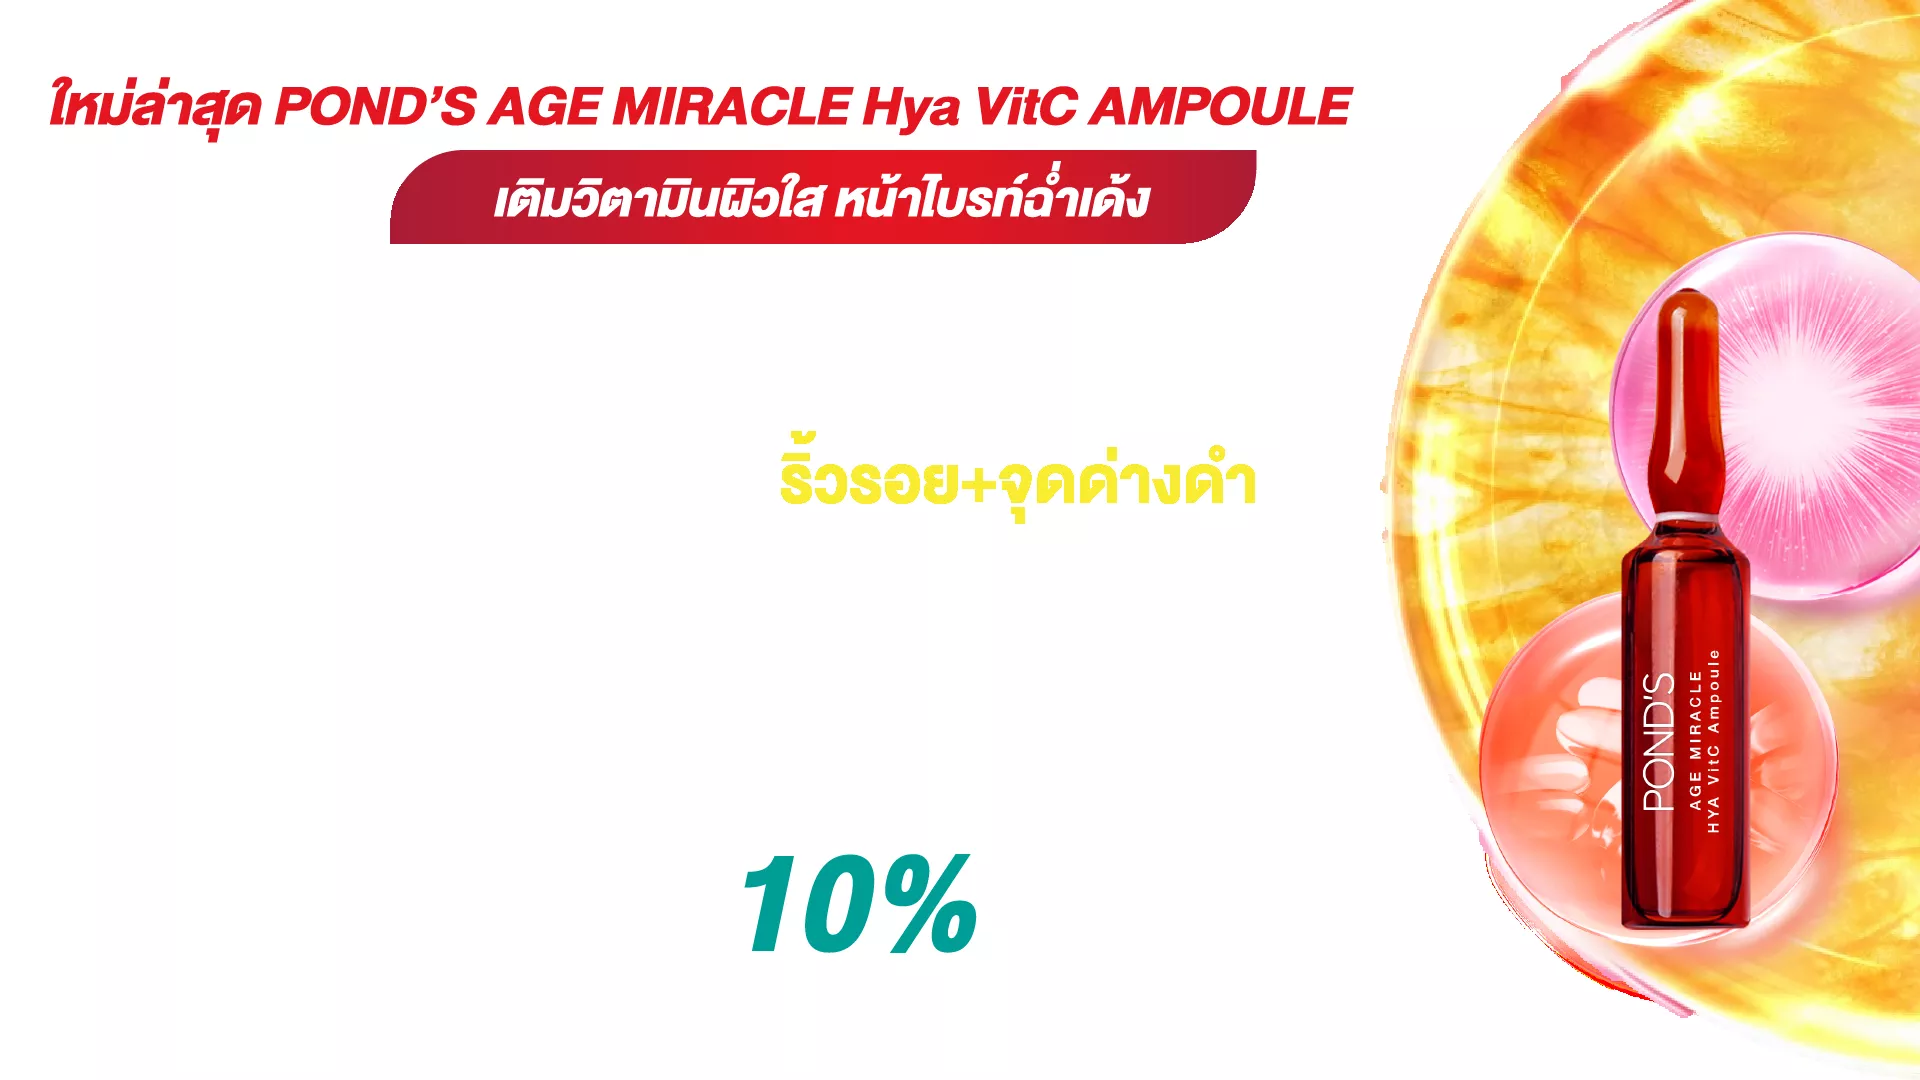 ใหม่ล่าสุด POND'S AGE MIRACLE Hya VitC AMPOULE
เติมวิตามินผิวใส หน้าไบรท์ฉ่ำเด้ง
ริ้วรอย+จุดด่างดำ
10%
POND'S
AGE MIRACLE
HYA VitC Ampoule